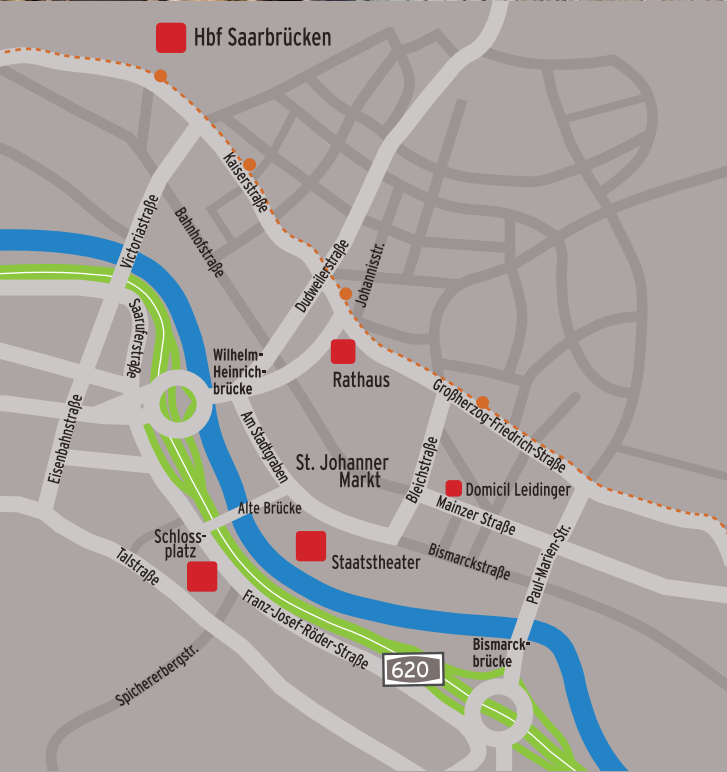 Hbf Saarbrücken
Kaiserstraße
Victoriastraße
Bahnhofstraße
Dudweilerstraße
Johannisstr.
Saaruferstraße
Wilhelm-
Heinrich-
brücke
Rathaus
Großherzog-Friedrich-Straße
Eisenbahnstraße
Am Stadtgraben
St. Johanner
Markt
Bleichstraße
Domicil Leidinger
Mainzer Straße
Alte Brücke
Schloss-
platz
Staatstheater
Bismarckstraße
Paul-Marien-Str.
Talstraße
Franz-Josef-Röder-Straße
Bismarck-
brücke
620
Spichererbergstr.